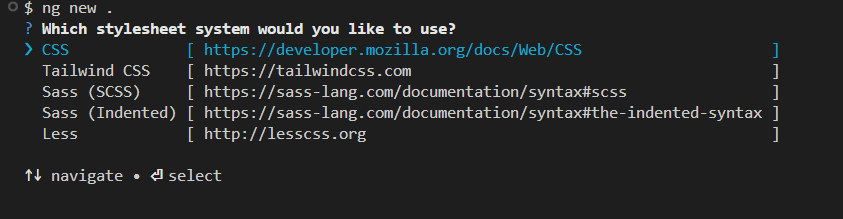 $ ng new .
? Which stylesheet system would you like to use?
❯ CSS             [ https://developer.mozilla.org/docs/Web/CSS                     ]
  Tailwind CSS    [ https://tailwindcss.com                                        ]
  Sass (SCSS)     [ https://sass-lang.com/documentation/syntax#scss                ]
  Sass (Indented) [ https://sass-lang.com/documentation/syntax#the-indented-syntax ]
  Less            [ http://lesscss.org                                             ]
↑↓ navigate • ⏎ select